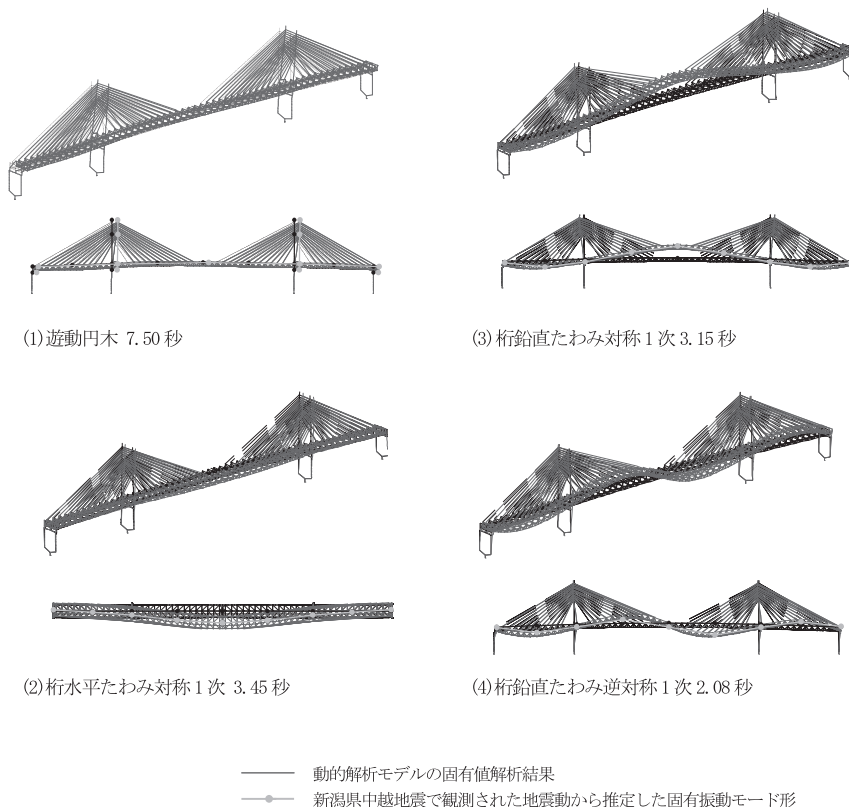 (1)遊動円木 7.50 秒
(3) 桁鉛直たわみ対称 1 次 3.15 秒
(2)桁水平たわみ対称 1 次 3.45 秒
(4)桁鉛直たわみ逆対称 1 次 2.08 秒
動的解析モデルの固有値解析結果
新潟県中越地震で観測された地震動から推定した固有振動モード形